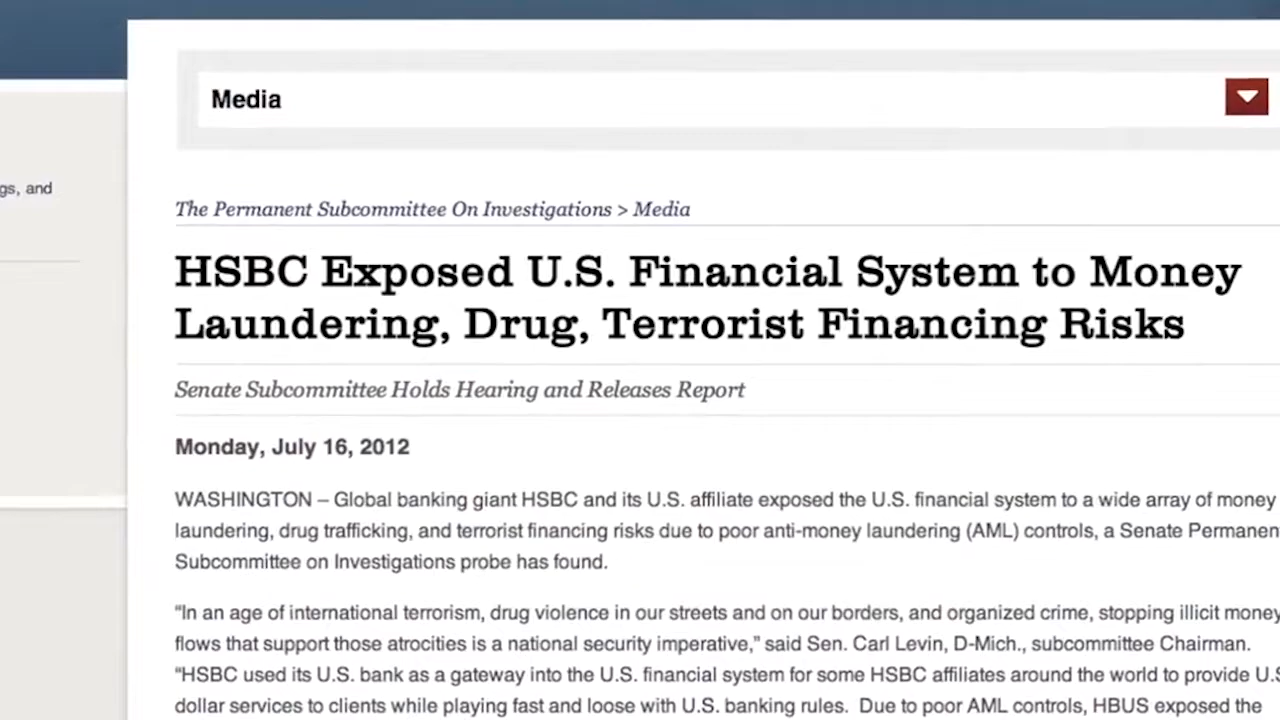 Media
gs, and
The Permanent Subcommittee On Investigations > Media
HSBC Exposed U.S. Financial System to Money
Laundering, Drug, Terrorist Financing Risks
Senate Subcommittee Holds Hearing and Releases Report
Monday, July 16, 2012
WASHINGTON – Global banking giant HSBC and its U.S. affiliate exposed the U.S. financial system to a wide array of money
laundering, drug trafficking, and terrorist financing risks due to poor anti-money laundering (AML) controls, a Senate Permanen
Subcommittee on Investigations probe has found.
“In an age of international terrorism, drug violence in our streets and on our borders, and organized crime, stopping illicit money
flows that support those atrocities is a national security imperative,” said Sen. Carl Levin, D-Mich., subcommittee Chairman.
“HSBC used its U.S. bank as a gateway into the U.S. financial system for some HSBC affiliates around the world to provide U.S
dollar services to clients while playing fast and loose with U.S. banking rules. Due to poor AML controls, HBUS exposed the